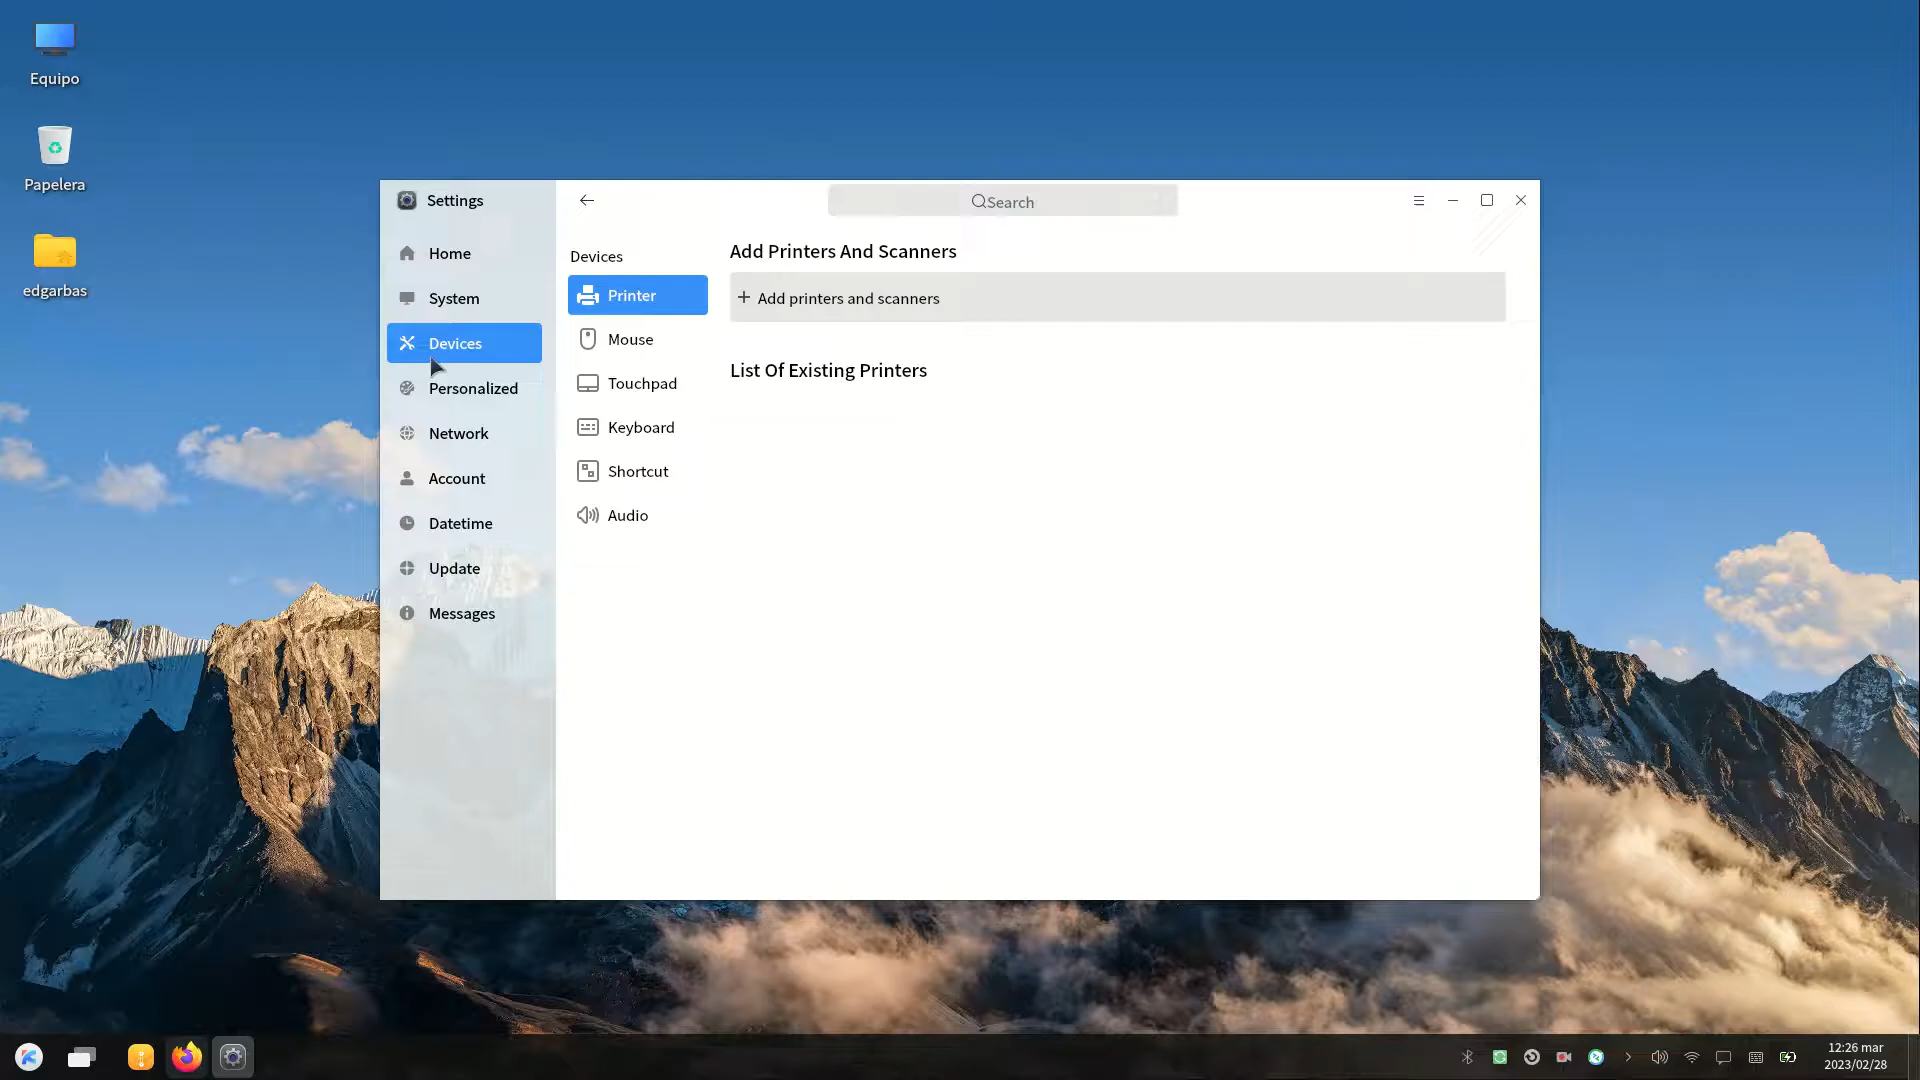 Equipo
Papelera
edgarbas
Settings
Search
Home
System
Devices
Personalized
Network
Account
Datetime
Update
Messages
Devices
Printer
Mouse
Touchpad
Keyboard
Shortcut
Audio
Add Printers And Scanners
Add printers and scanners
List Of Existing Printers
12:26 mar
2023/02/28